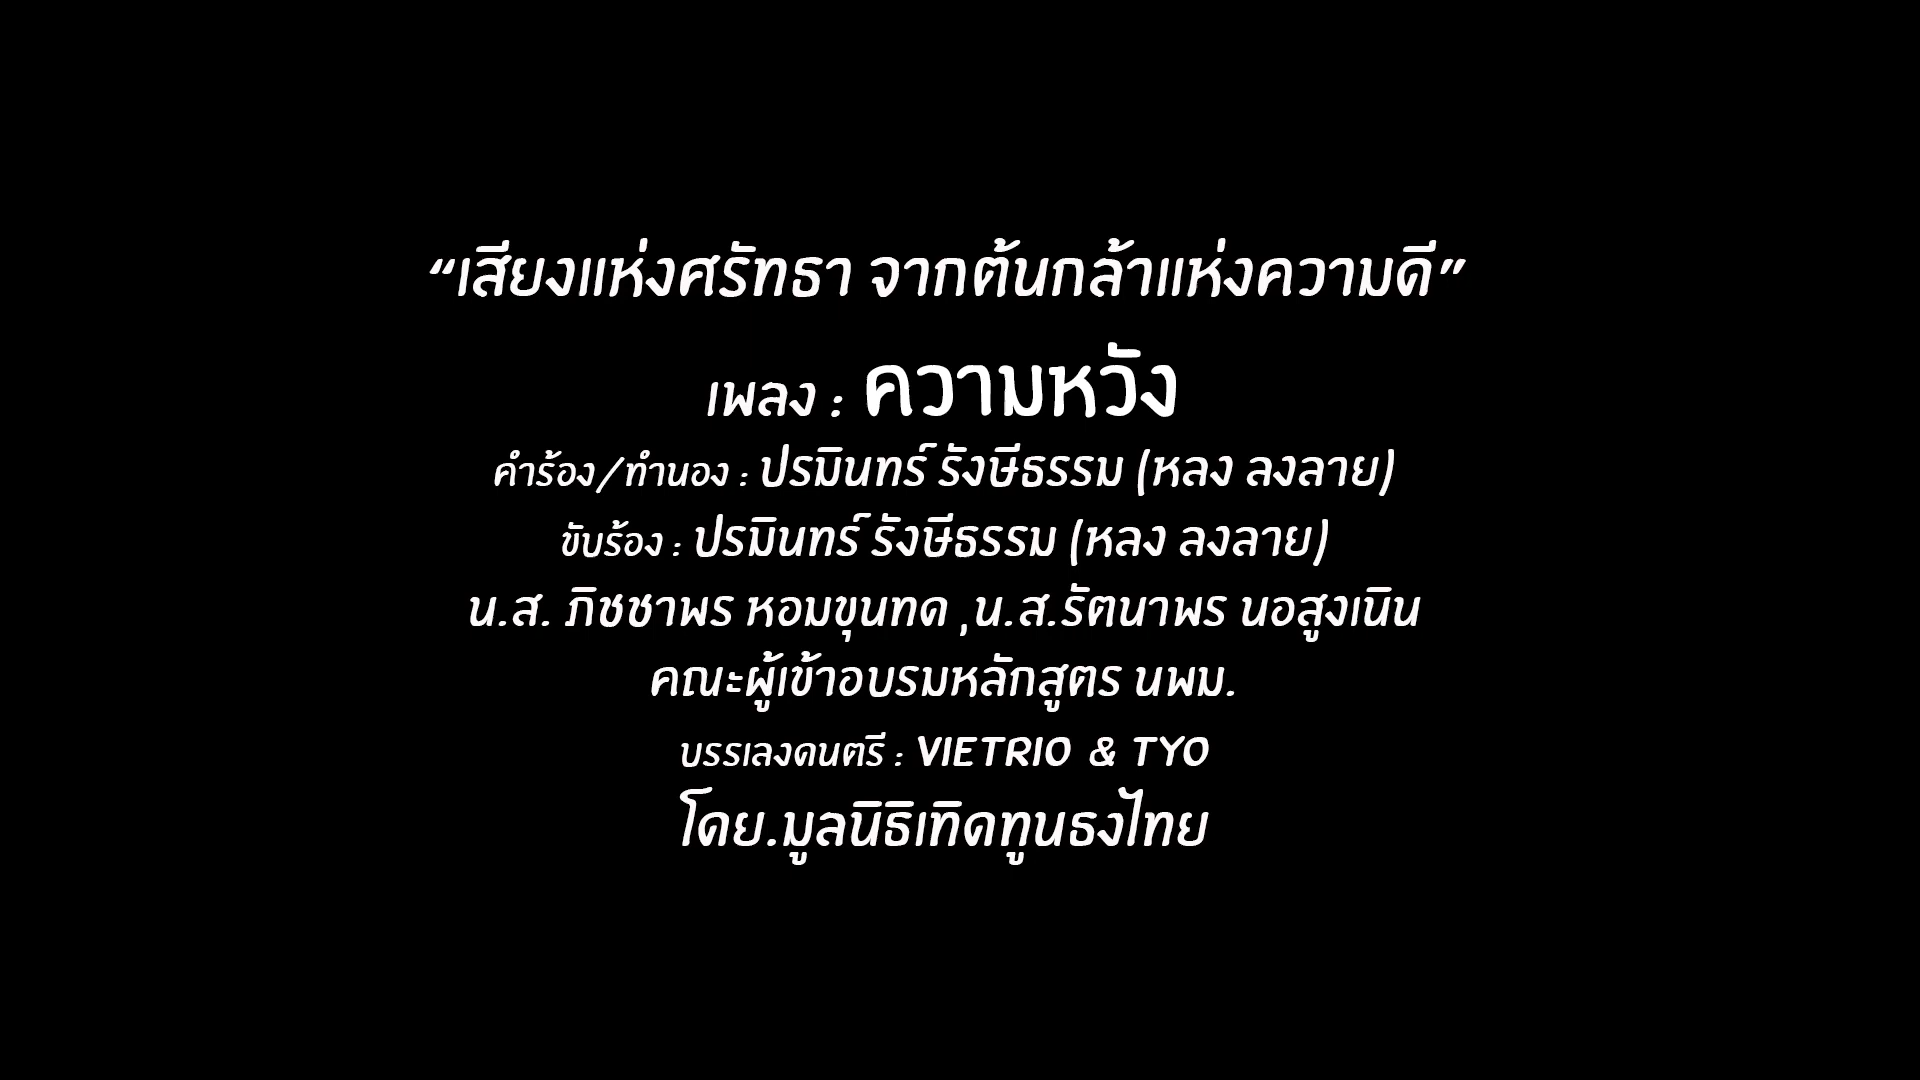 “เสียงแห่งศรัทธา จากต้นกล้าแห่งความดี”
เพลง : ความหวัง
คำร้อง/ทำนอง : ปรมินทร์ รังษีธรรม (หลง ลงลาย)
ขับร้อง : ปรมินทร์ รังษีธรรม (หลง ลงลาย)
น.ส. ภิชชาพร หอมขุนทด ,น.ส.รัตนาพร นอสูงเนิน
คณะผู้เข้าอบรมหลักสูตร นพม.
บรรเลงดนตรี : VIETRIO & TYO
โดย.มูลนิธิเทิดทูนธงไทย